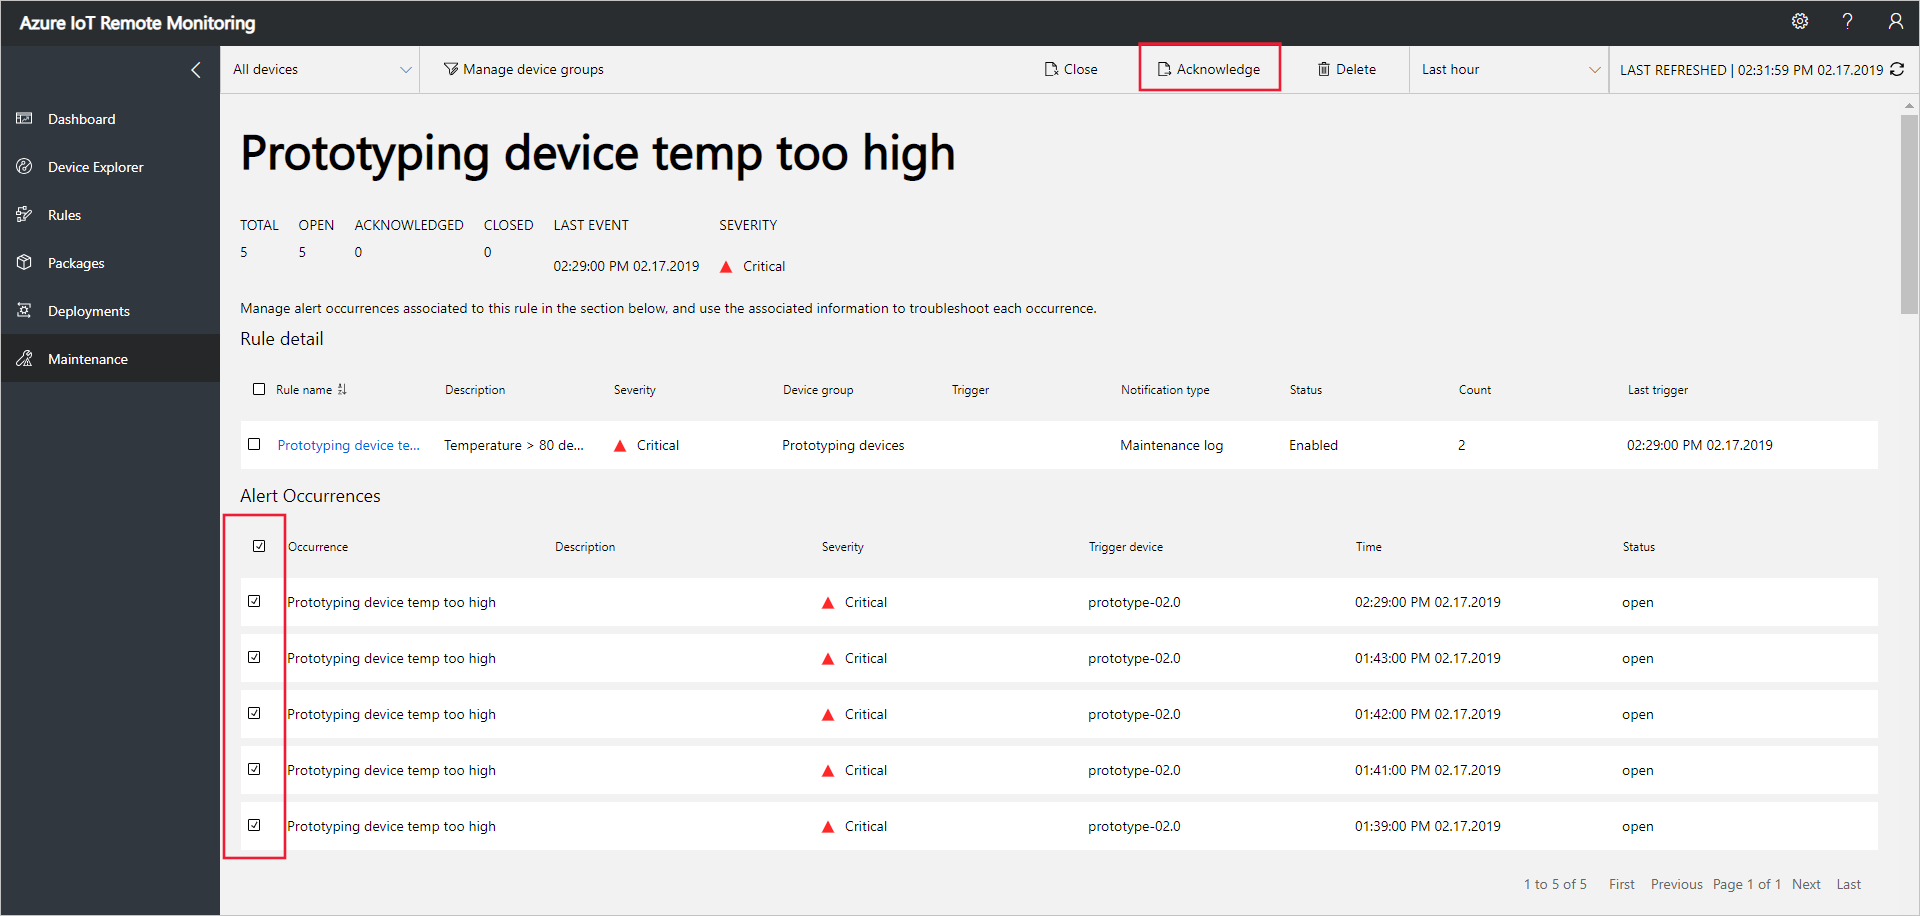 Azure IoT Remote Monitoring
?
All devices
Manage device groups
Close
Acknowledge
Delete
Last hour
LAST REFRESHED | 02:31:59 PM 02.17.2019
Dashboard
Device Explorer
Rules
Packages
Deployments
Maintenance
Prototyping device temp too high
TOTAL OPEN ACKNOWLEDGED CLOSED LAST EVENT SEVERITY
5 5 0 0
02:29:00 PM 02.17.2019 Critical
Manage alert occurrences associated to this rule in the section below, and use the associated information to troubleshoot each occurrence.
Rule detail
Rule name Description Severity Device group Trigger Notification type Status Count Last trigger
Prototyping device te... Temperature > 80 de... Critical Prototyping devices Maintenance log Enabled 2 02:29:00 PM 02.17.2019
Alert Occurrences
Occurrence Description Severity Trigger device Time Status
Prototyping device temp too high Critical prototype-02.0 02:29:00 PM 02.17.2019 open
Prototyping device temp too high Critical prototype-02.0 01:43:00 PM 02.17.2019 open
Prototyping device temp too high Critical prototype-02.0 01:42:00 PM 02.17.2019 open
Prototyping device temp too high Critical prototype-02.0 01:41:00 PM 02.17.2019 open
Prototyping device temp too high Critical prototype-02.0 01:39:00 PM 02.17.2019 open
1 to 5 of 5 First Previous Page 1 of 1 Next Last